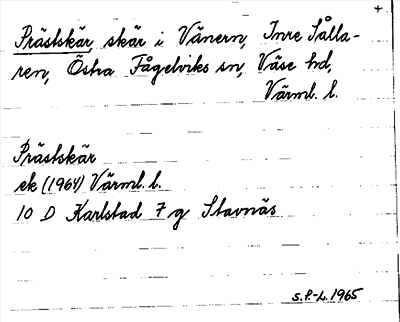 +
Prästskär, skär i Vänern, Inre Sålla-
ren, Östra Fågelviks sn, Väse hd,
Värml. l.
Prästskär
ek (1964) Värml. l.
10 D Karlstad 7 g Stavnäs
s.P.-L. 1965